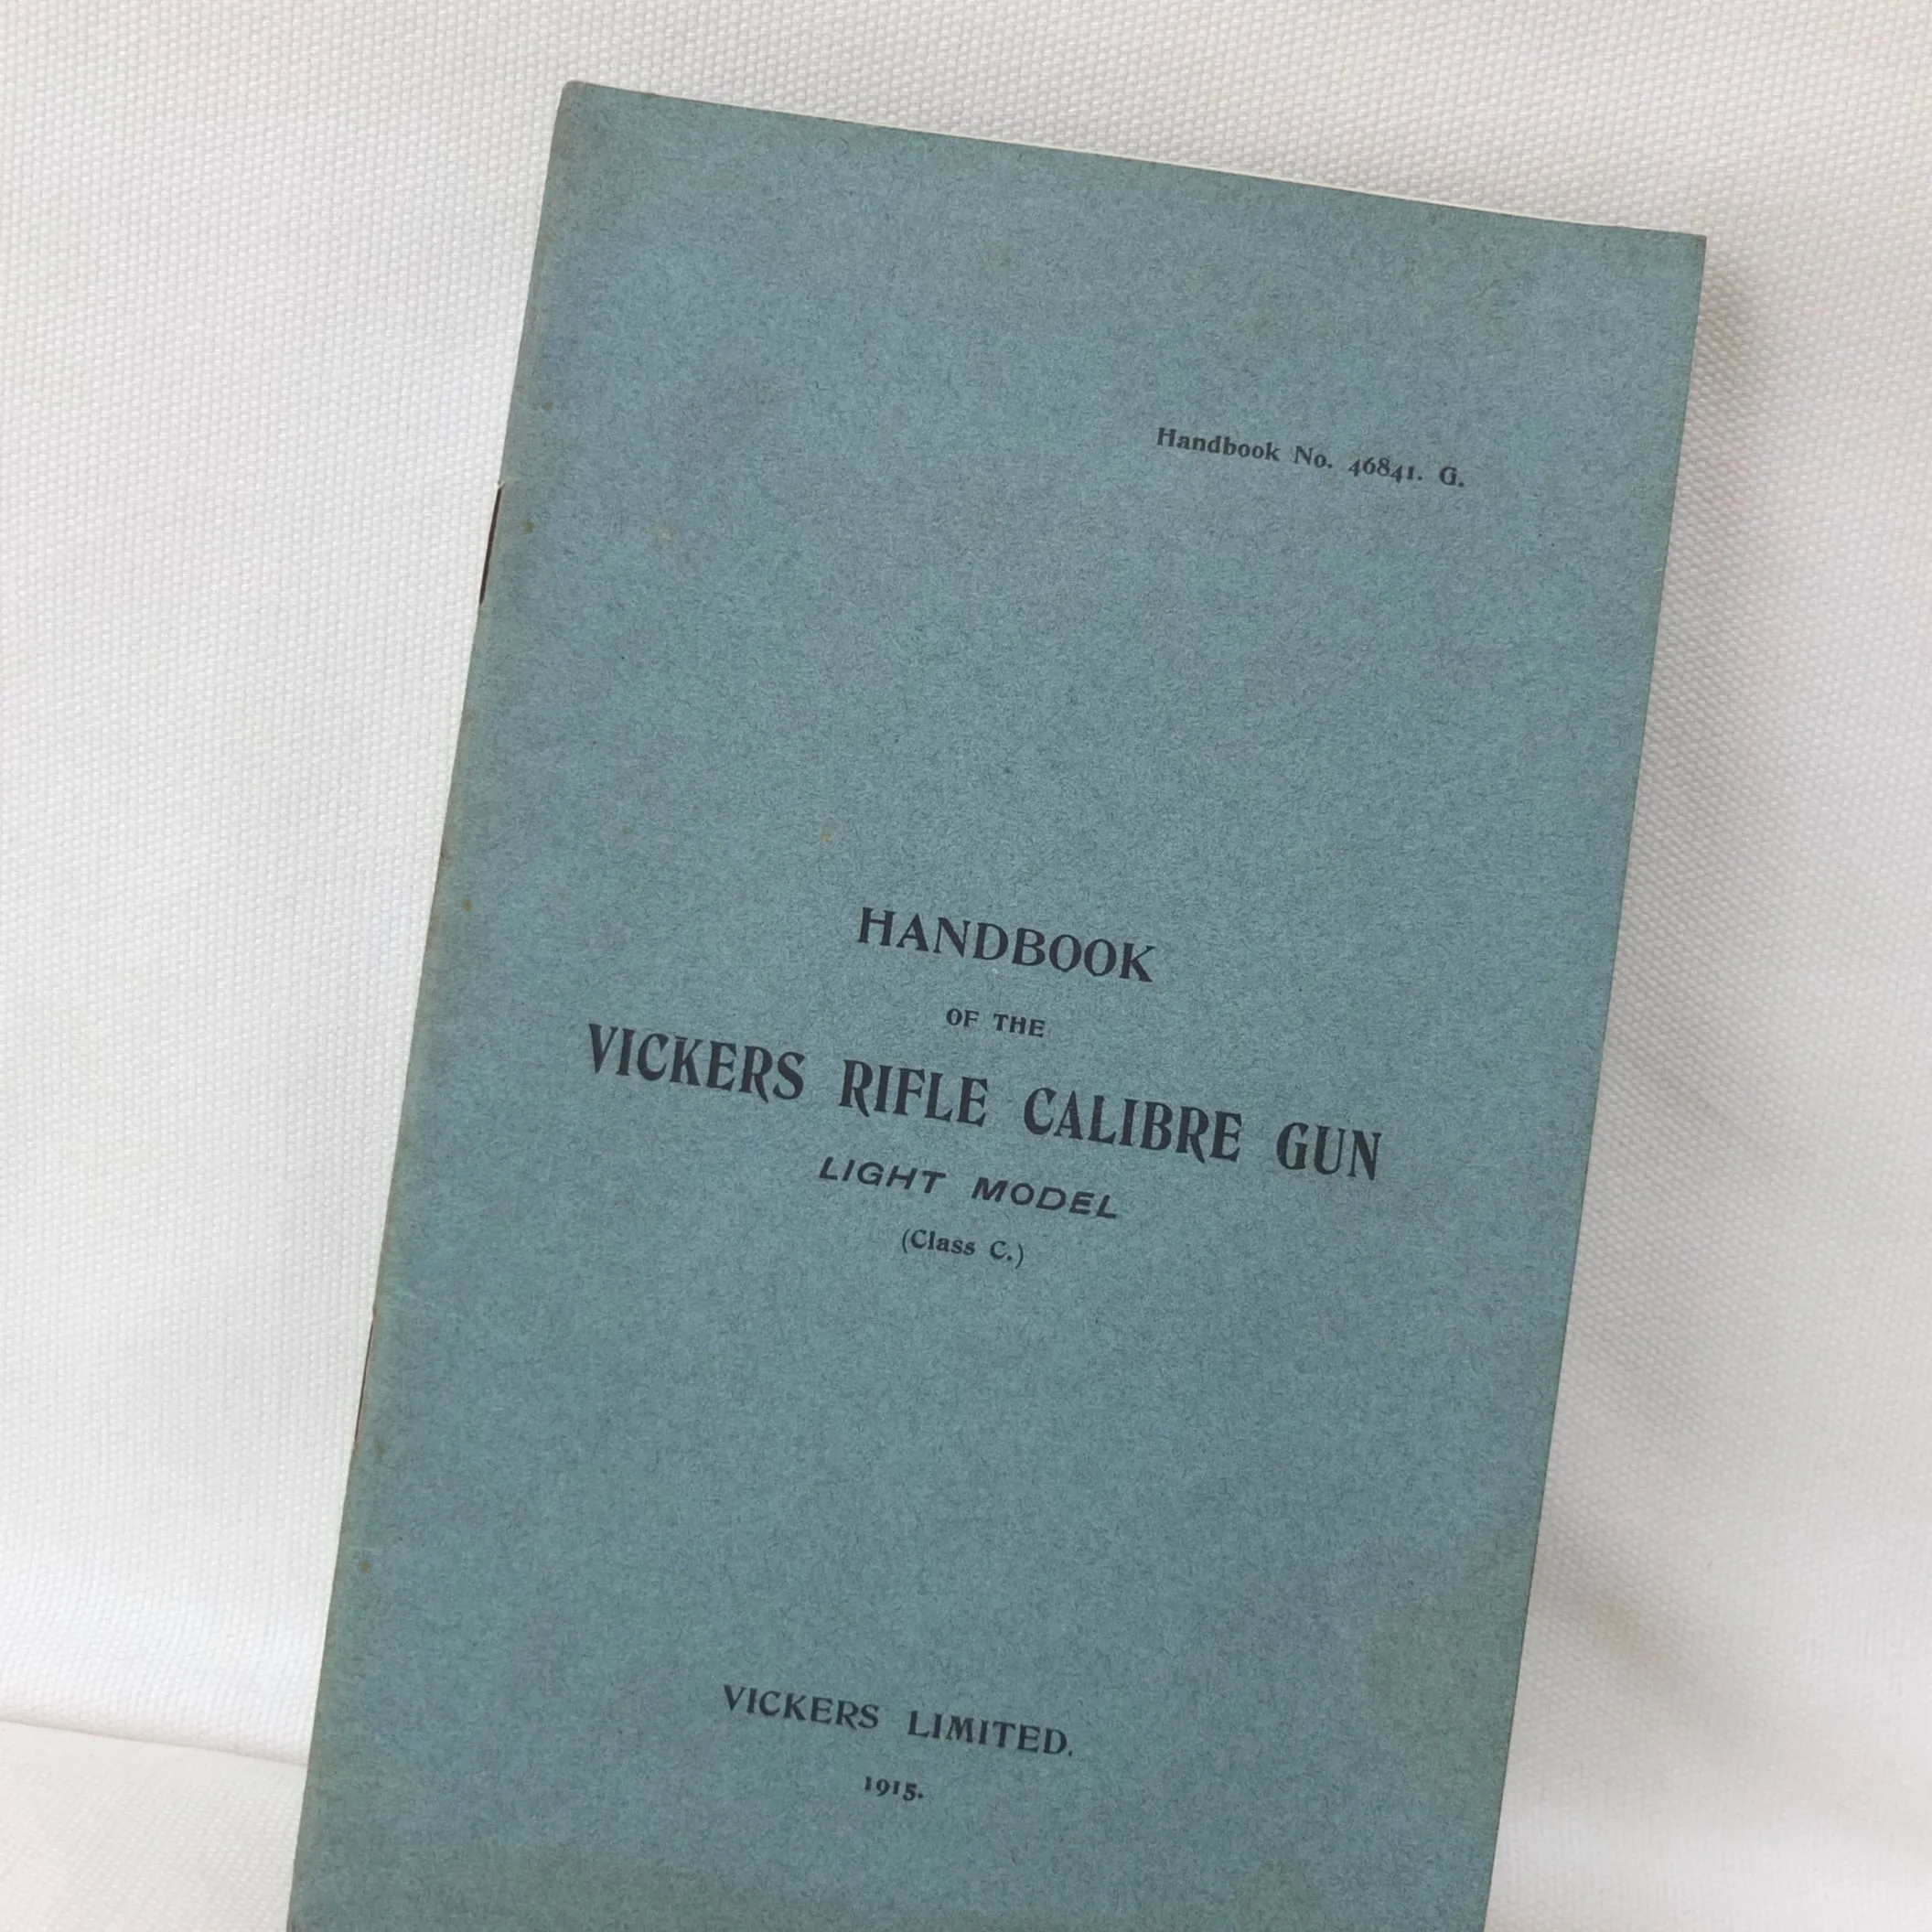 Handbook No. 46841. G.
HANDBOOK
OF THE
VICKERS RIFLE CALIBRE GUN
LIGHT MODEL
(Class C.)
VICKERS LIMITED.
1915.